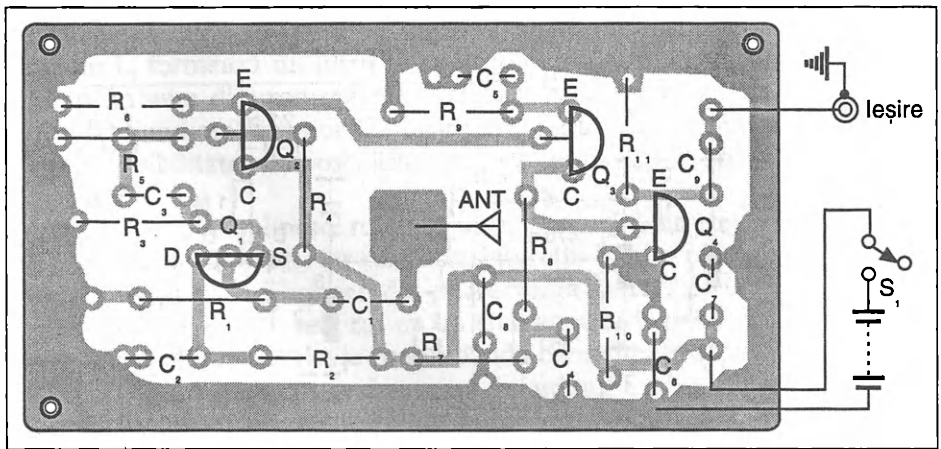 E
C₅
E
R₆
R₉
Ieșire
Q₂
R₁₁
R₅
C
Q₃
C₉
C
C₃
R₄
ANT
E
R₃
Q₁
Q₄
D
S
R₈
C
C₇
S₁
R₁
C₁
C₈
R₁₀
C₂
R₂
R₇
C₄
C₆